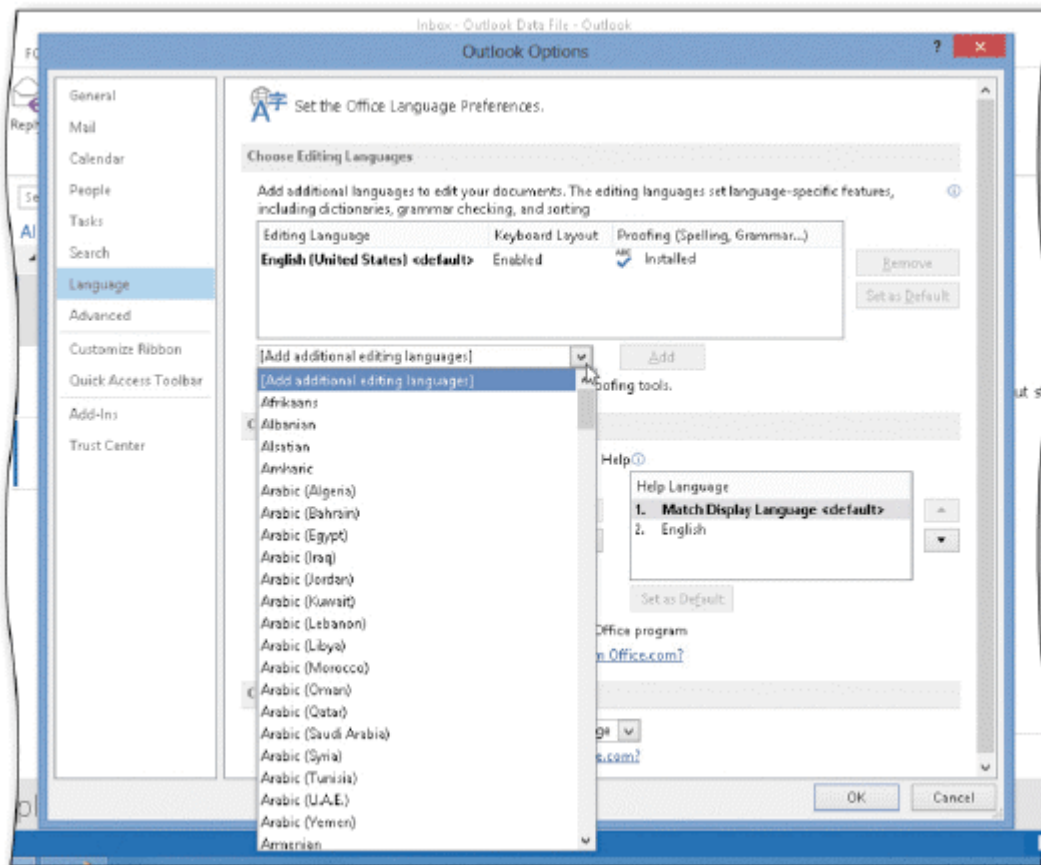 Inbox - Outlook Data File - Outlook
Outlook Options
?
General
Mail
Calendar
People
Tasks
Search
Language
Advanced
Customize Ribbon
Quick Access Toolbar
Add-Ins
Trust Center
Set the Office Language Preferences.
Choose Editing Languages
Add additional languages to edit your documents. The editing languages set language-specific features,
including dictionaries, grammar checking, and sorting
Editing Language Keyboard Layout Proofing (Spelling, Grammar...)
English (United States) <default> Enabled ABC Installed
Remove
Set as Default
[Add additional editing languages] Add
[Add additional editing languages]
Afrikaans
Albanian
Alsatian
Amharic
Arabic (Algeria)
Arabic (Bahrain)
Arabic (Egypt)
Arabic (Iraq)
Arabic (Jordan)
Arabic (Kuwait)
Arabic (Lebanon)
Arabic (Libya)
Arabic (Morocco)
Arabic (Oman)
Arabic (Qatar)
Arabic (Saudi Arabia)
Arabic (Syria)
Arabic (Tunisia)
Arabic (U.A.E.)
Arabic (Yemen)
Armenian
tools.
Help
Help Language
1. Match Display Language <default>
2. English
Set as Default
Office program
Office.com?
OK Cancel